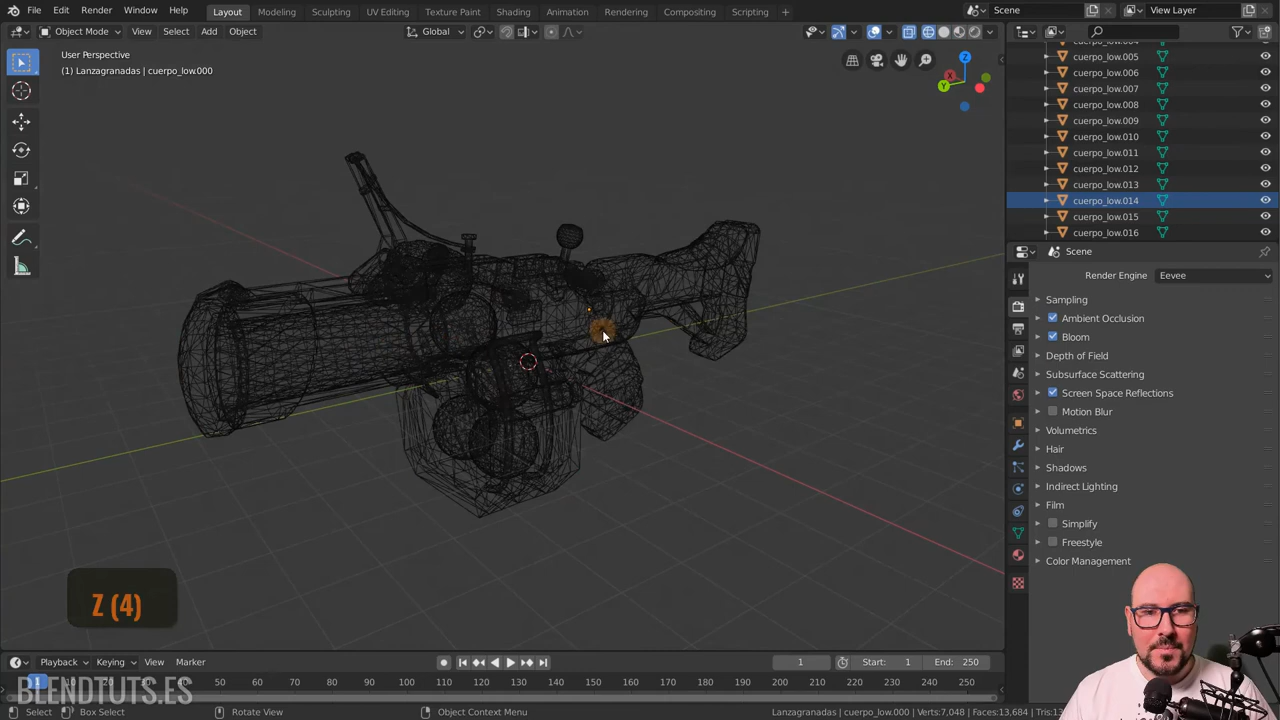 File Edit Render Window Help Layout Modeling Sculpting UV Editing Texture Paint Shading Animation Rendering Compositing Scripting + Scene View Layer
Object Mode View Select Add Object Global
User Perspective
(1) Lanzagranadas | cuerpo_low.000
cuerpo_low.005
cuerpo_low.006
cuerpo_low.007
cuerpo_low.008
cuerpo_low.009
cuerpo_low.010
cuerpo_low.011
cuerpo_low.012
cuerpo_low.013
cuerpo_low.014
cuerpo_low.015
cuerpo_low.016
Scene
Render Engine Eevee
Sampling
Ambient Occlusion
Bloom
Depth of Field
Subsurface Scattering
Screen Space Reflections
Motion Blur
Volumetrics
Hair
Shadows
Indirect Lighting
Film
Simplify
Freestyle
Color Management
X
Y
Z
Z (4)
Playback Keying View Marker 1 Start: 1 End: 250
1 20 30 40 50 60 70 80 90 100 110 120 130 140 150 160 170 180 190 200 210 220 230 240 250
BLENDTUTS.ES
Select Box Select Rotate View Object Context Menu Lanzagranadas | cuerpo_low.000 | Verts:7,048 | Faces:13,684 | Tris:13